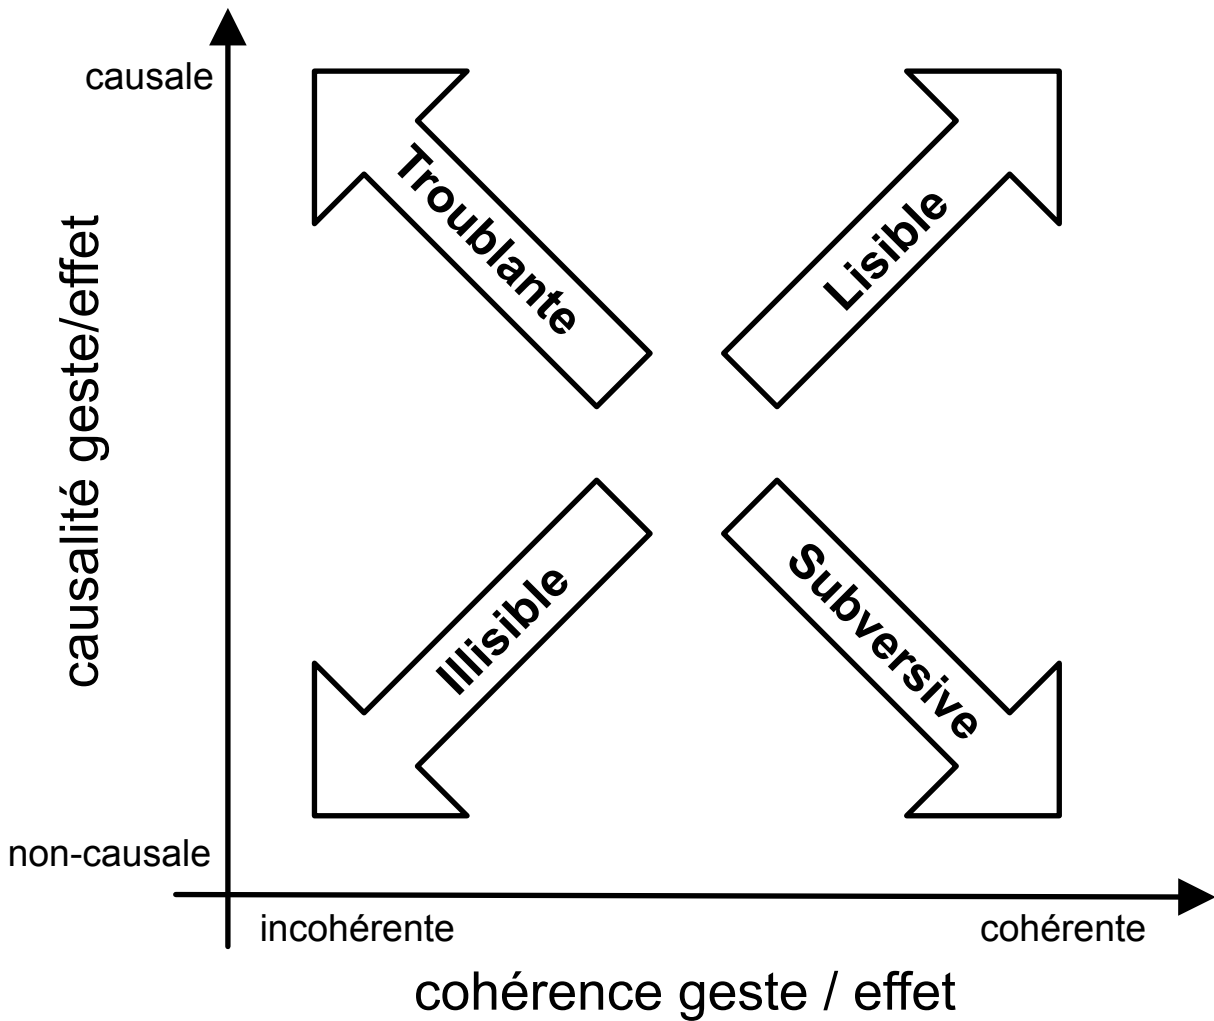 causale
Troublante
Lisible
causalité geste/effet
Illisible
Subversive
non-causale
incohérente
cohérente
cohérence geste / effet